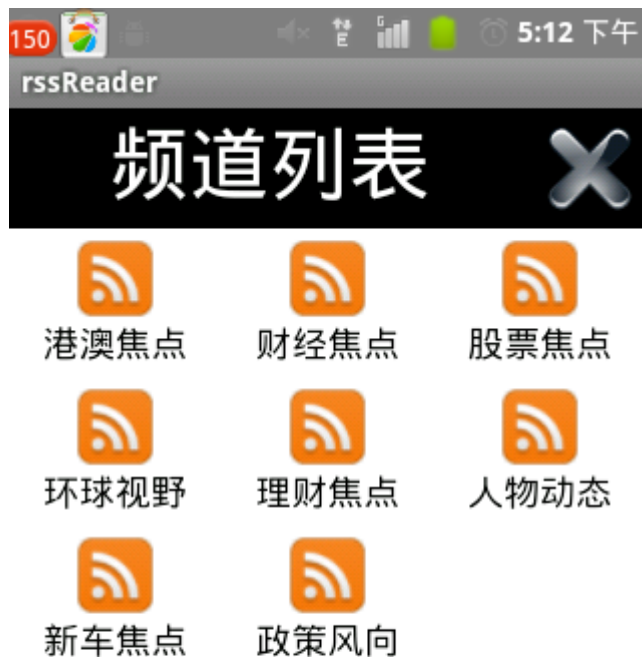 150 E G 5:12 下午
rssReader
频道列表
港澳焦点 财经焦点 股票焦点
环球视野 理财焦点 人物动态
新车焦点 政策风向